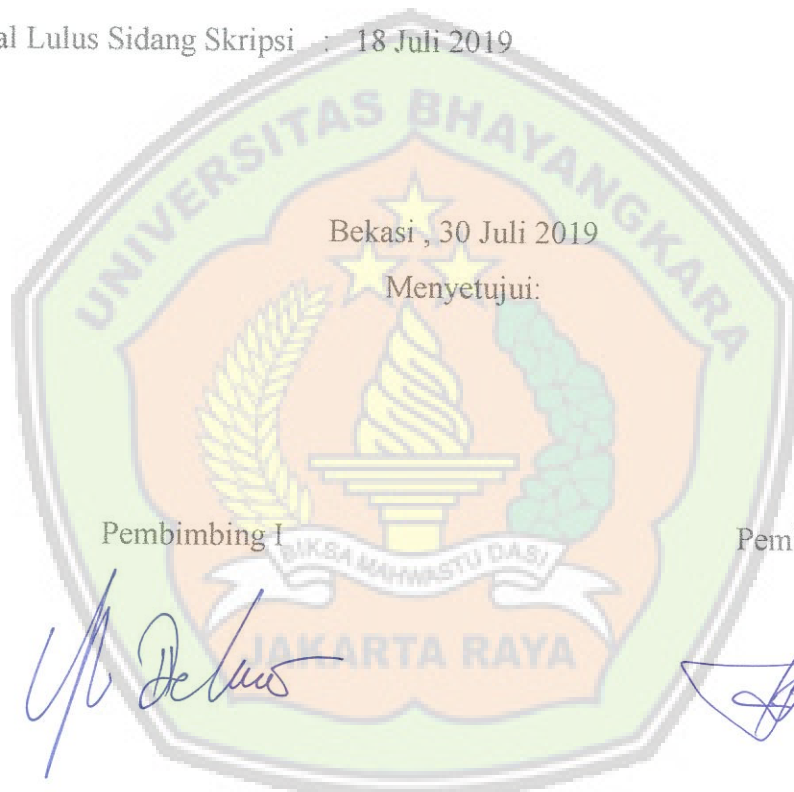 al Lulus Sidang Skripsi : 18 Juli 2019
UNIVERSITAS BHAYANGKARA
Bekasi , 30 Juli 2019
Menyetujui:
Pembimbing I
Pem
BIKSA MAHWASTU DASI
JAKARTA RAYA